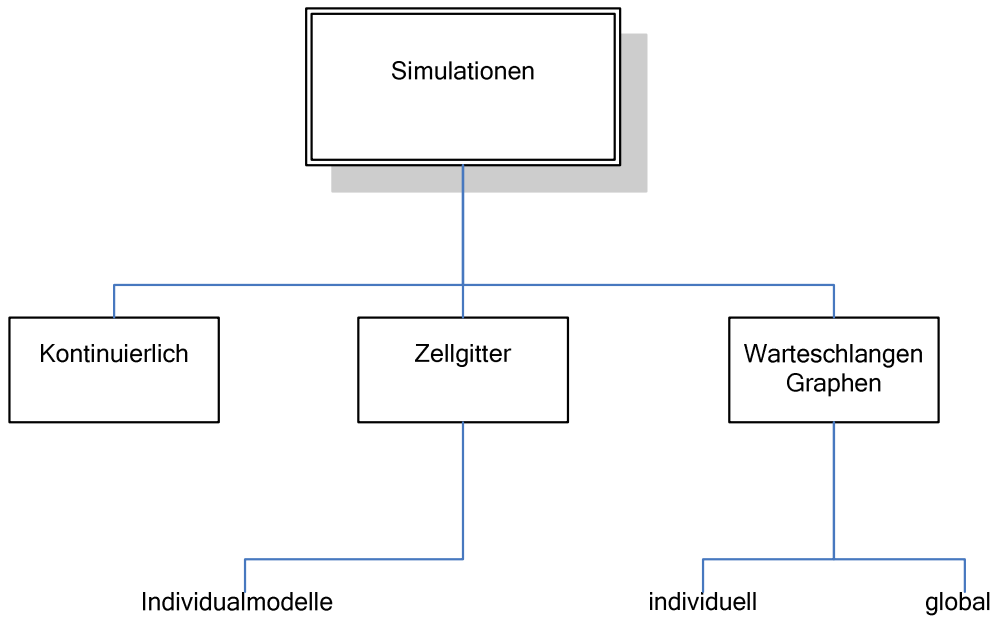 Simulationen
Kontinuierlich
Zellgitter
Warteschlangen
Graphen
Individualmodelle
individuell
global